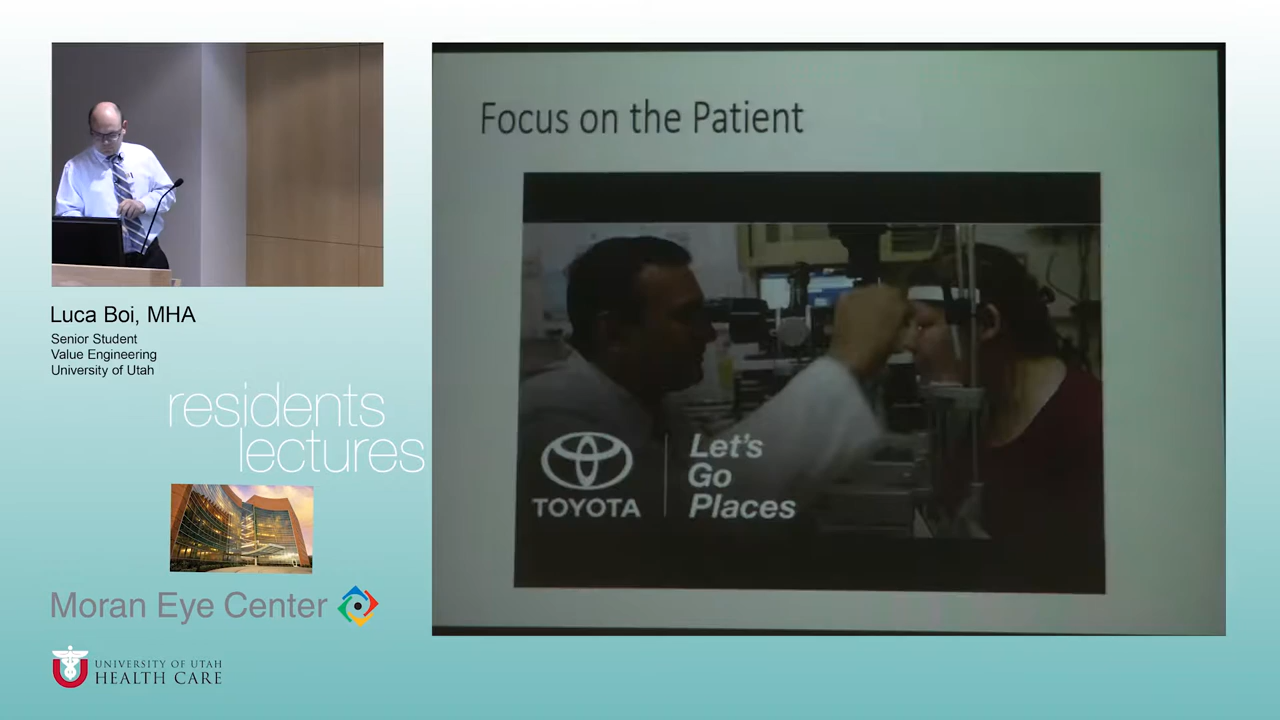 Focus on the Patient
TOYOTA
Let's
Go
Places
Luca Boi, MHA
Senior Student
Value Engineering
University of Utah
residents
lectures
Moran Eye Center
UNIVERSITY OF UTAH
HEALTH CARE